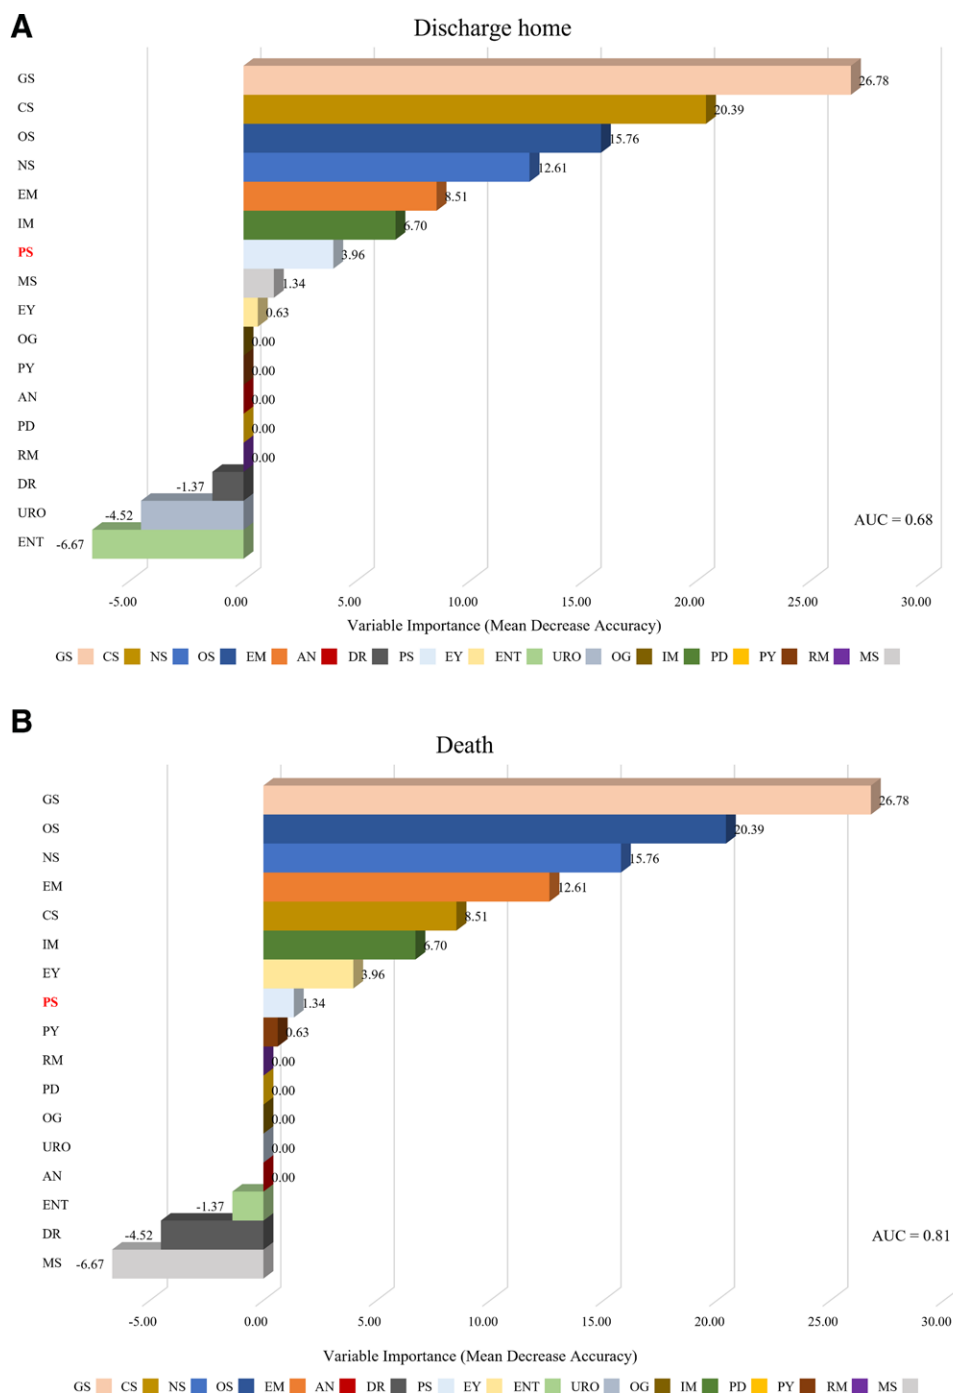 A
Discharge home
GS 26.78
CS 20.39
OS 15.76
NS 12.61
EM 8.51
IM 6.70
PS 3.96
MS 1.34
EY 0.63
OG 0.00
PY 0.00
AN 0.00
PD 0.00
RM 0.00
DR -1.37
URO -4.52
ENT -6.67
AUC = 0.68
-5.00 0.00 5.00 10.00 15.00 20.00 25.00 30.00
Variable Importance (Mean Decrease Accuracy)
GS CS NS OS EM AN DR PS EY ENT URO OG IM PD PY RM MS
B
Death
GS 26.78
OS 20.39
NS 15.76
EM 12.61
CS 8.51
IM 6.70
EY 3.96
PS 1.34
PY 0.63
RM 0.00
PD 0.00
OG 0.00
URO 0.00
AN 0.00
ENT -1.37
DR -4.52
MS -6.67
AUC = 0.81
-5.00 0.00 5.00 10.00 15.00 20.00 25.00 30.00
Variable Importance (Mean Decrease Accuracy)
GS CS NS OS EM AN DR PS EY ENT URO OG IM PD PY RM MS